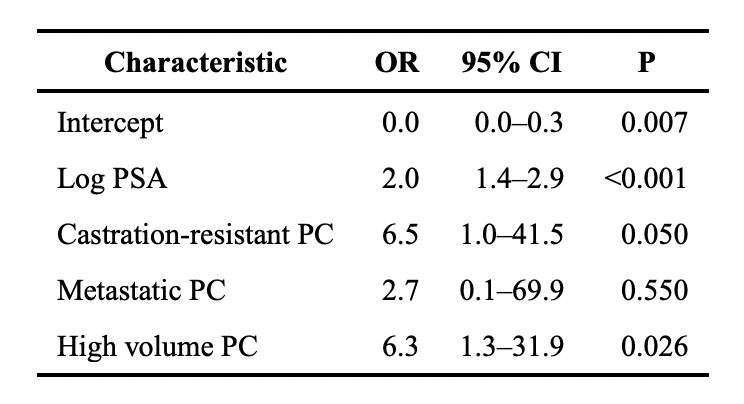 Characteristic OR 95% CI P
Intercept 0.0 0.0–0.3 0.007
Log PSA 2.0 1.4–2.9 <0.001
Castration-resistant PC 6.5 1.0–41.5 0.050
Metastatic PC 2.7 0.1–69.9 0.550
High volume PC 6.3 1.3–31.9 0.026